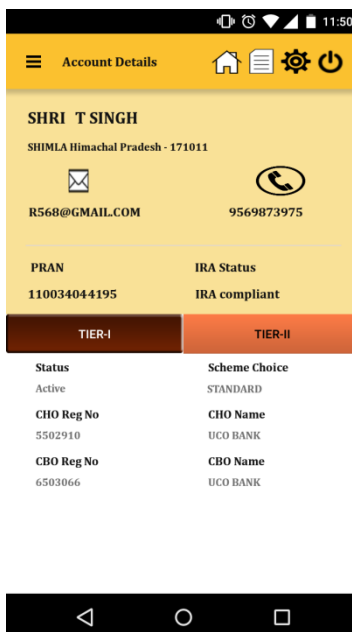 11:50
Account Details
SHRI T SINGH
SHIMLA Himachal Pradesh - 171011
R568@GMAIL.COM 9569873975
PRAN IRA Status
110034044195 IRA compliant
TIER-I TIER-II
Status Scheme Choice
Active STANDARD
CHO Reg No CHO Name
5502910 UCO BANK
CBO Reg No CBO Name
6503066 UCO BANK